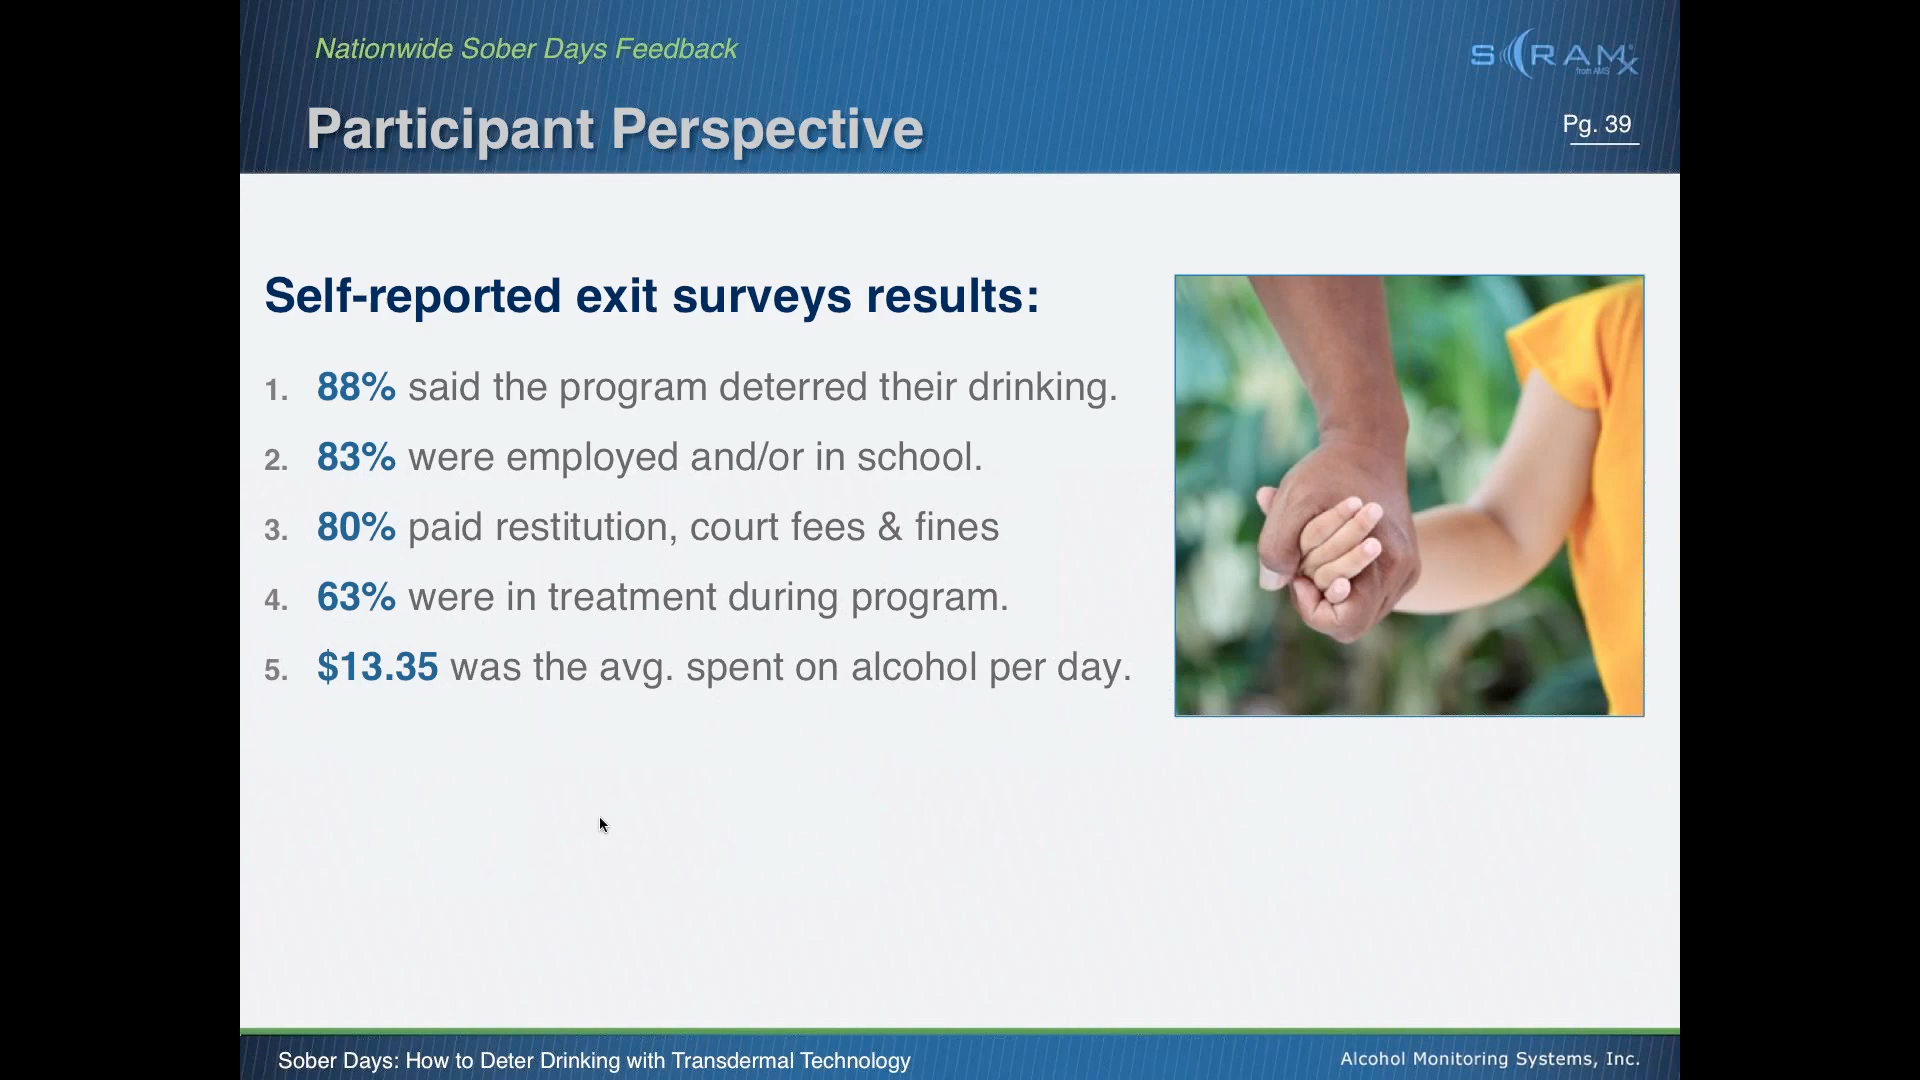 Nationwide Sober Days Feedback
SCRAMx
from AMS
Participant Perspective
Pg. 39
Self-reported exit surveys results:
1. 88% said the program deterred their drinking.
2. 83% were employed and/or in school.
3. 80% paid restitution, court fees & fines
4. 63% were in treatment during program.
5. $13.35 was the avg. spent on alcohol per day.
Sober Days: How to Deter Drinking with Transdermal Technology
Alcohol Monitoring Systems, Inc.